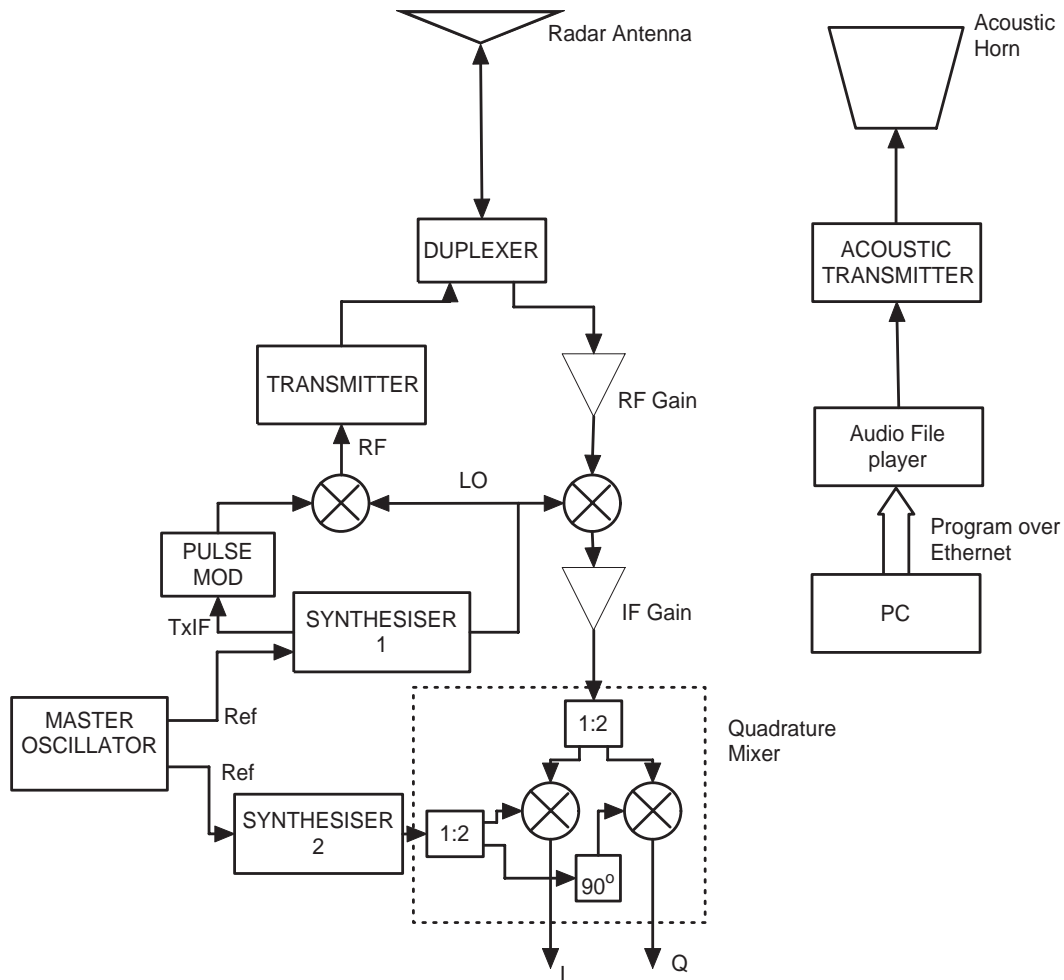 Radar Antenna
Acoustic
Horn
DUPLEXER
ACOUSTIC
TRANSMITTER
TRANSMITTER
RF Gain
Audio File
player
RF
LO
Program over
Ethernet
PULSE
MOD
TxIF
SYNTHESISER
1
IF Gain
PC
MASTER
OSCILLATOR
Ref
Ref
1:2
Quadrature
Mixer
SYNTHESISER
2
1:2
90o
I
Q